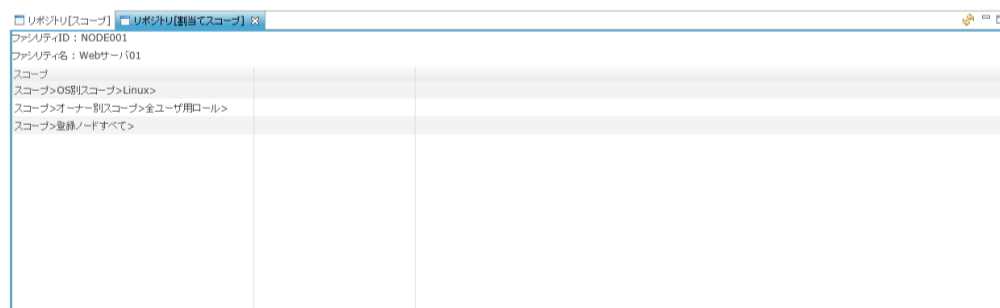 リポジトリ[スコープ] リポジトリ[割当てスコープ]
ファシリティID : NODE001
ファシリティ名 : Webサーバ01
スコープ
スコープ>OS別スコープ>Linux>
スコープ>オーナー別スコープ>全ユーザ用ロール>
スコープ>登録ノードすべて>